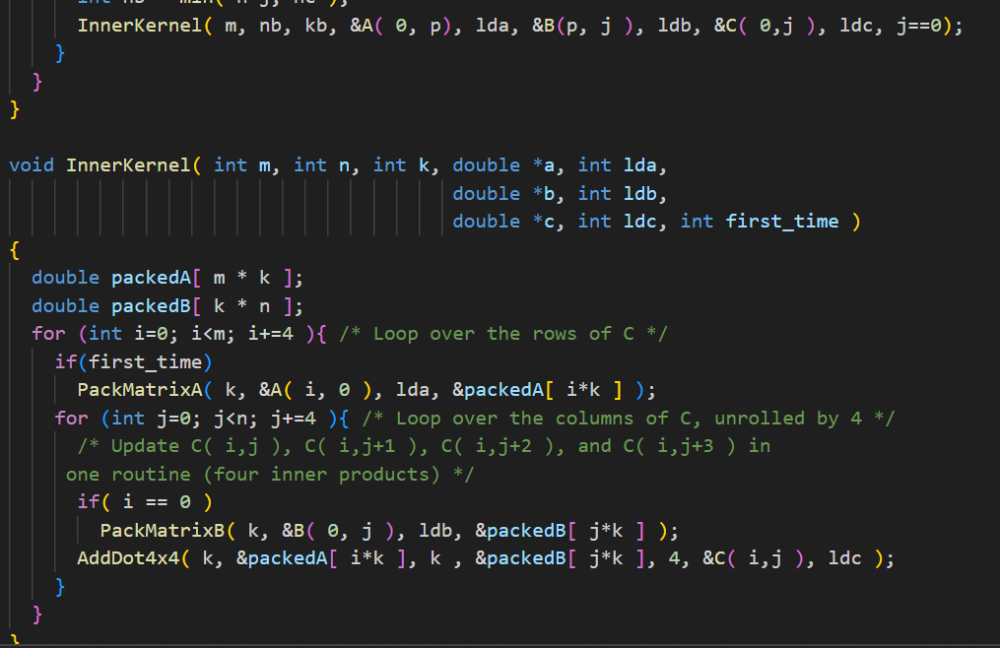 InnerKernel( m, nb, kb, &A( 0, p), lda, &B(p, j ), ldb, &C( 0,j ), ldc, j==0);
}
}
}
void InnerKernel( int m, int n, int k, double *a, int lda,
double *b, int ldb,
double *c, int ldc, int first_time )
{
double packedA[ m * k ];
double packedB[ k * n ];
for (int i=0; i<m; i+=4 ){ /* Loop over the rows of C */
if(first_time)
PackMatrixA( k, &A( i, 0 ), lda, &packedA[ i*k ] );
for (int j=0; j<n; j+=4 ){ /* Loop over the columns of C, unrolled by 4 */
/* Update C( i,j ), C( i,j+1 ), C( i,j+2 ), and C( i,j+3 ) in
one routine (four inner products) */
if( i == 0 )
PackMatrixB( k, &B( 0, j ), ldb, &packedB[ j*k ] );
AddDot4x4( k, &packedA[ i*k ], k , &packedB[ j*k ], 4, &C( i,j ), ldc );
}
}
}